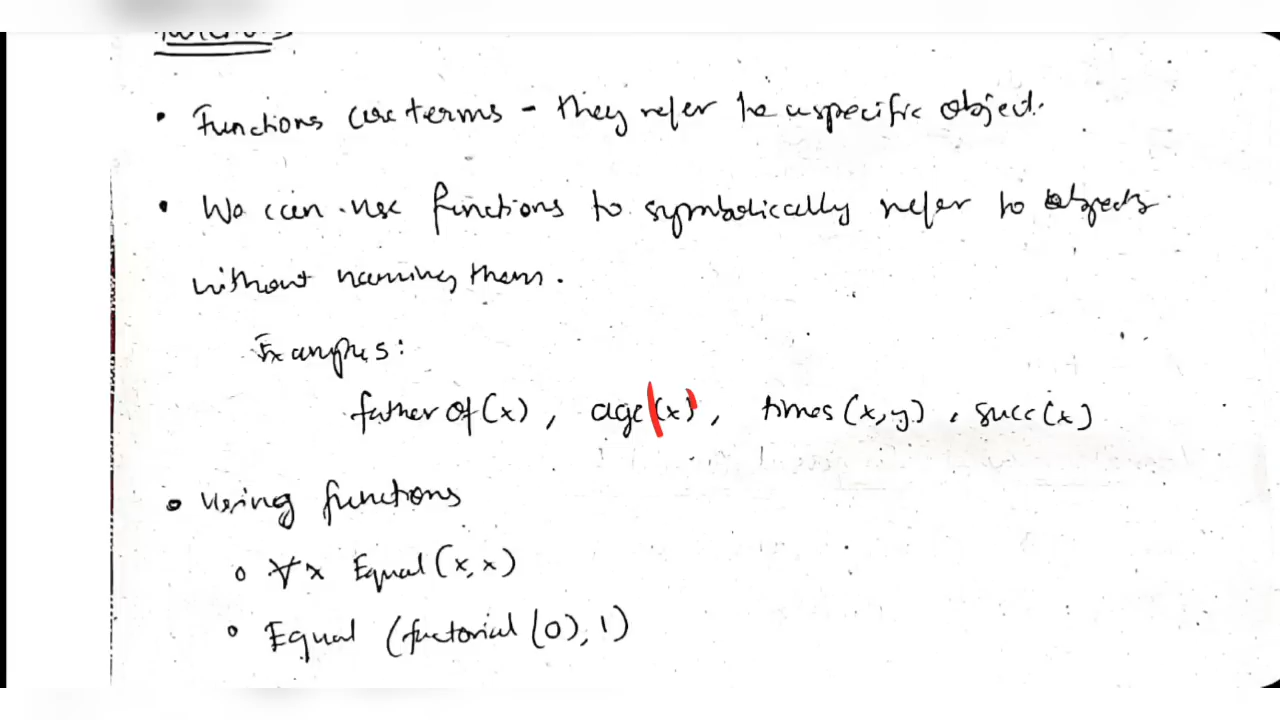 • Functions are terms - they refer to a specific object.
• We can use functions to symbolically refer to objects
without naming them.
Examples:
father of (x), age (x), times (x, y), succ (x)
• Using functions
o ∀x Equal (x, x)
o Equal (factorial (0), 1)